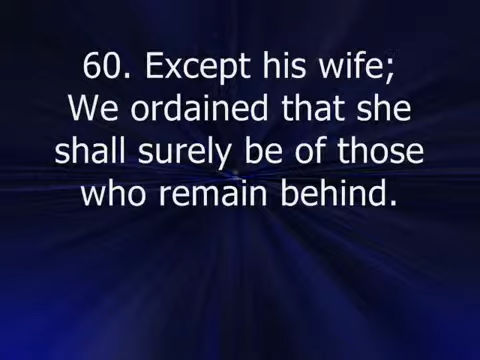 60. Except his wife;
We ordained that she
shall surely be of those
who remain behind.